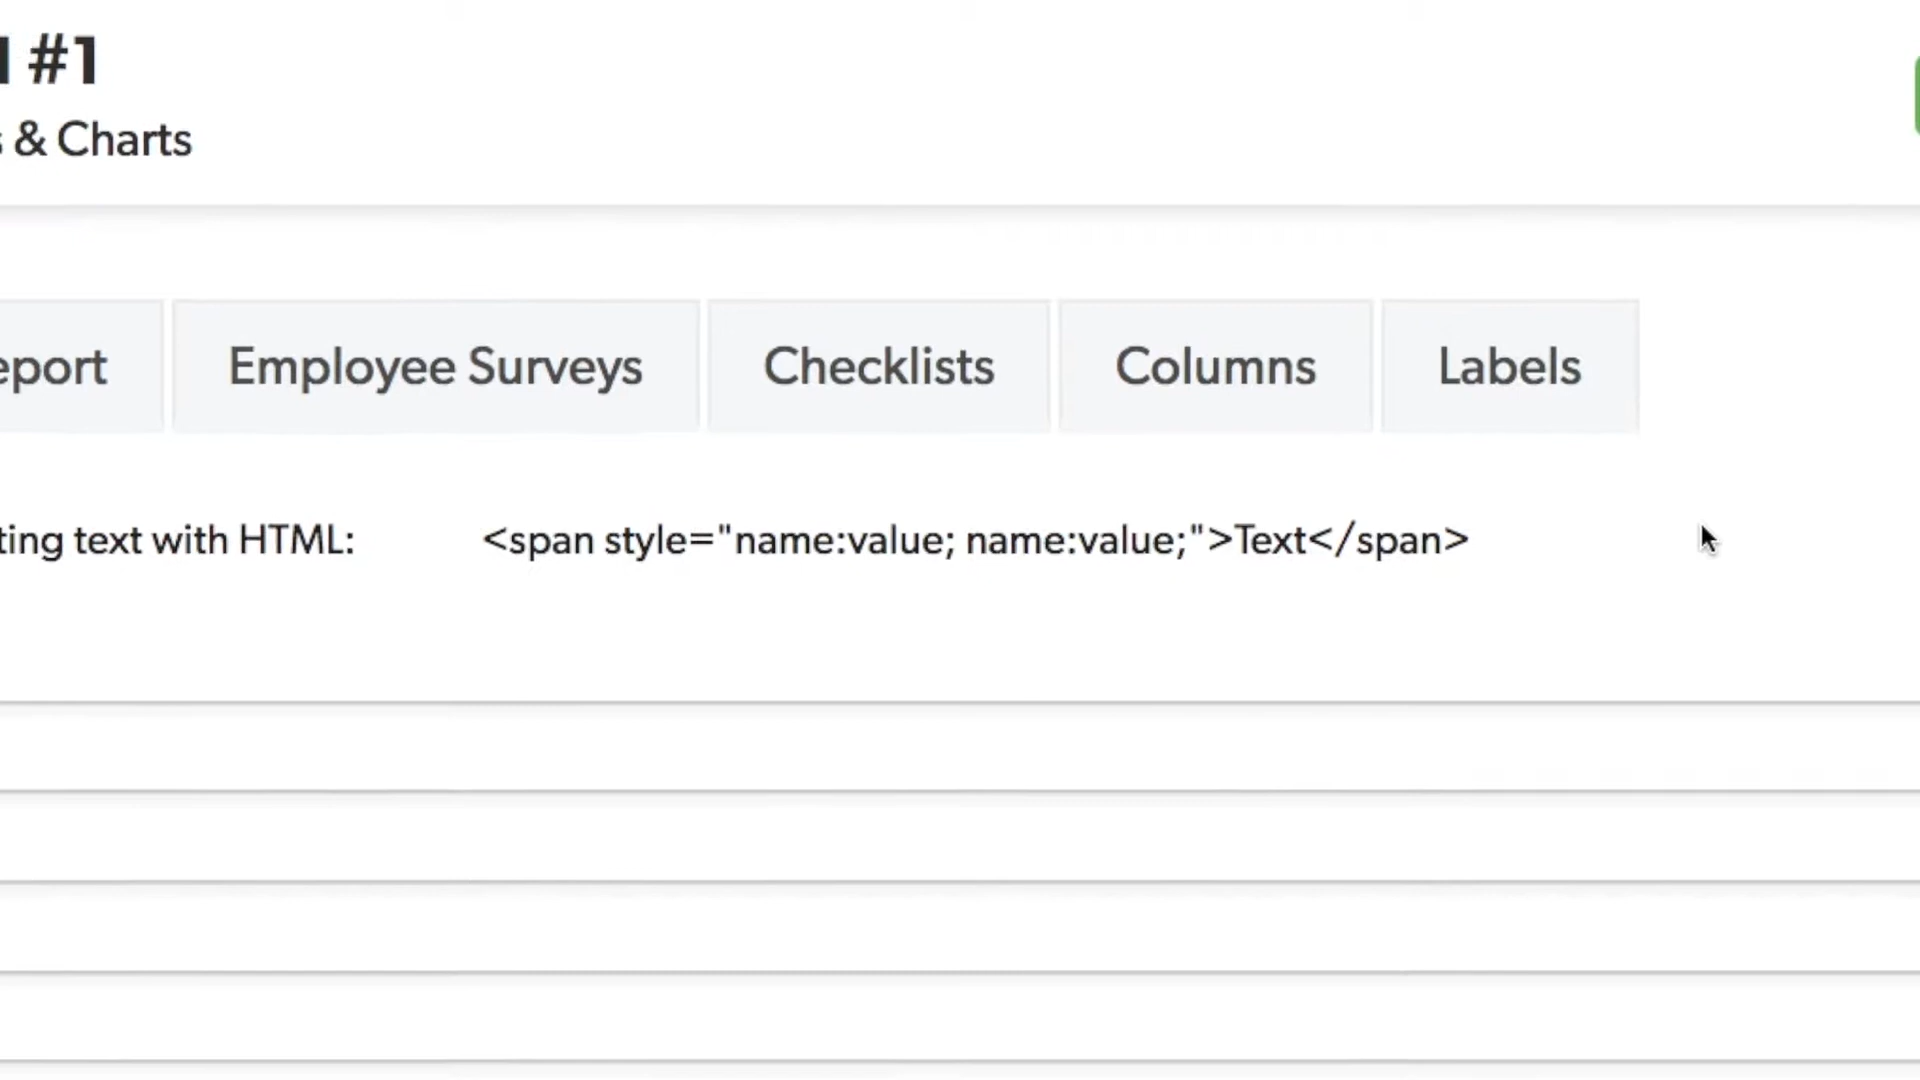 #1
& Charts
eport Employee Surveys Checklists Columns Labels
ting text with HTML: <span style="name:value; name:value;">Text</span>